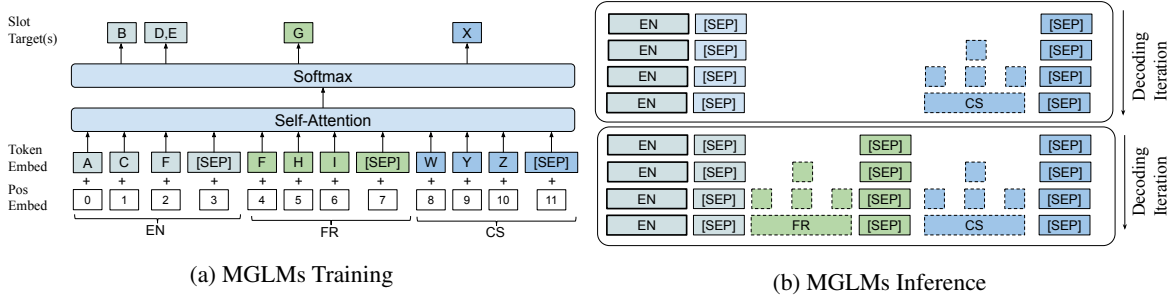 Slot
Target(s)
B D,E G X
Softmax
Self-Attention
Token
Embed
A C F [SEP] F H I [SEP] W Y Z [SEP]
+ + + + + + + + + + + +
Pos
Embed
0 1 2 3 4 5 6 7 8 9 10 11
EN FR CS
(a) MGLMs Training
EN [SEP] [SEP]
EN [SEP] [SEP]
EN [SEP] [SEP]
EN [SEP] CS [SEP]
Decoding
Iteration
EN [SEP] [SEP] [SEP]
EN [SEP] [SEP] [SEP]
EN [SEP] [SEP] [SEP]
EN [SEP] FR [SEP] CS [SEP]
Decoding
Iteration
(b) MGLMs Inference